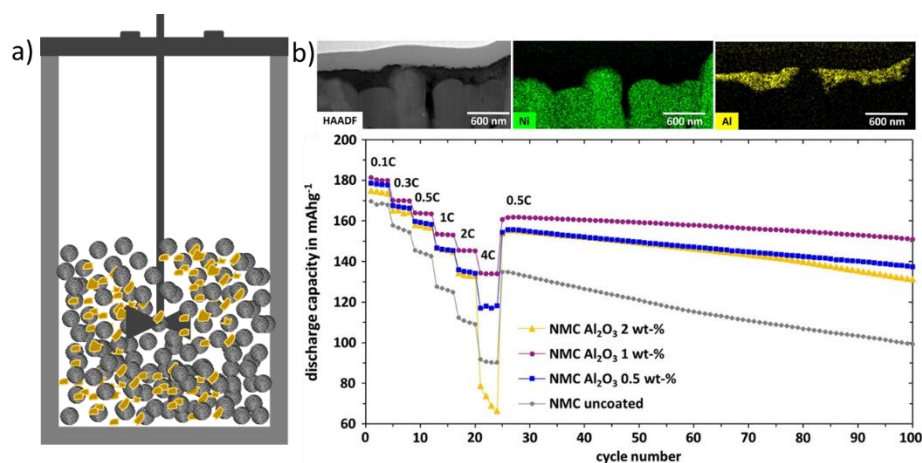 a)
b)
HAADF
600 nm
Ni
600 nm
Al
600 nm
discharge capacity in mAhg⁻¹
200
180
160
140
120
100
80
60
0.1C
0.3C
0.5C
1C
2C
4C
0.5C
NMC Al₂O₃ 2 wt-%
NMC Al₂O₃ 1 wt-%
NMC Al₂O₃ 0.5 wt-%
NMC uncoated
0 10 20 30 40 50 60 70 80 90 100
cycle number